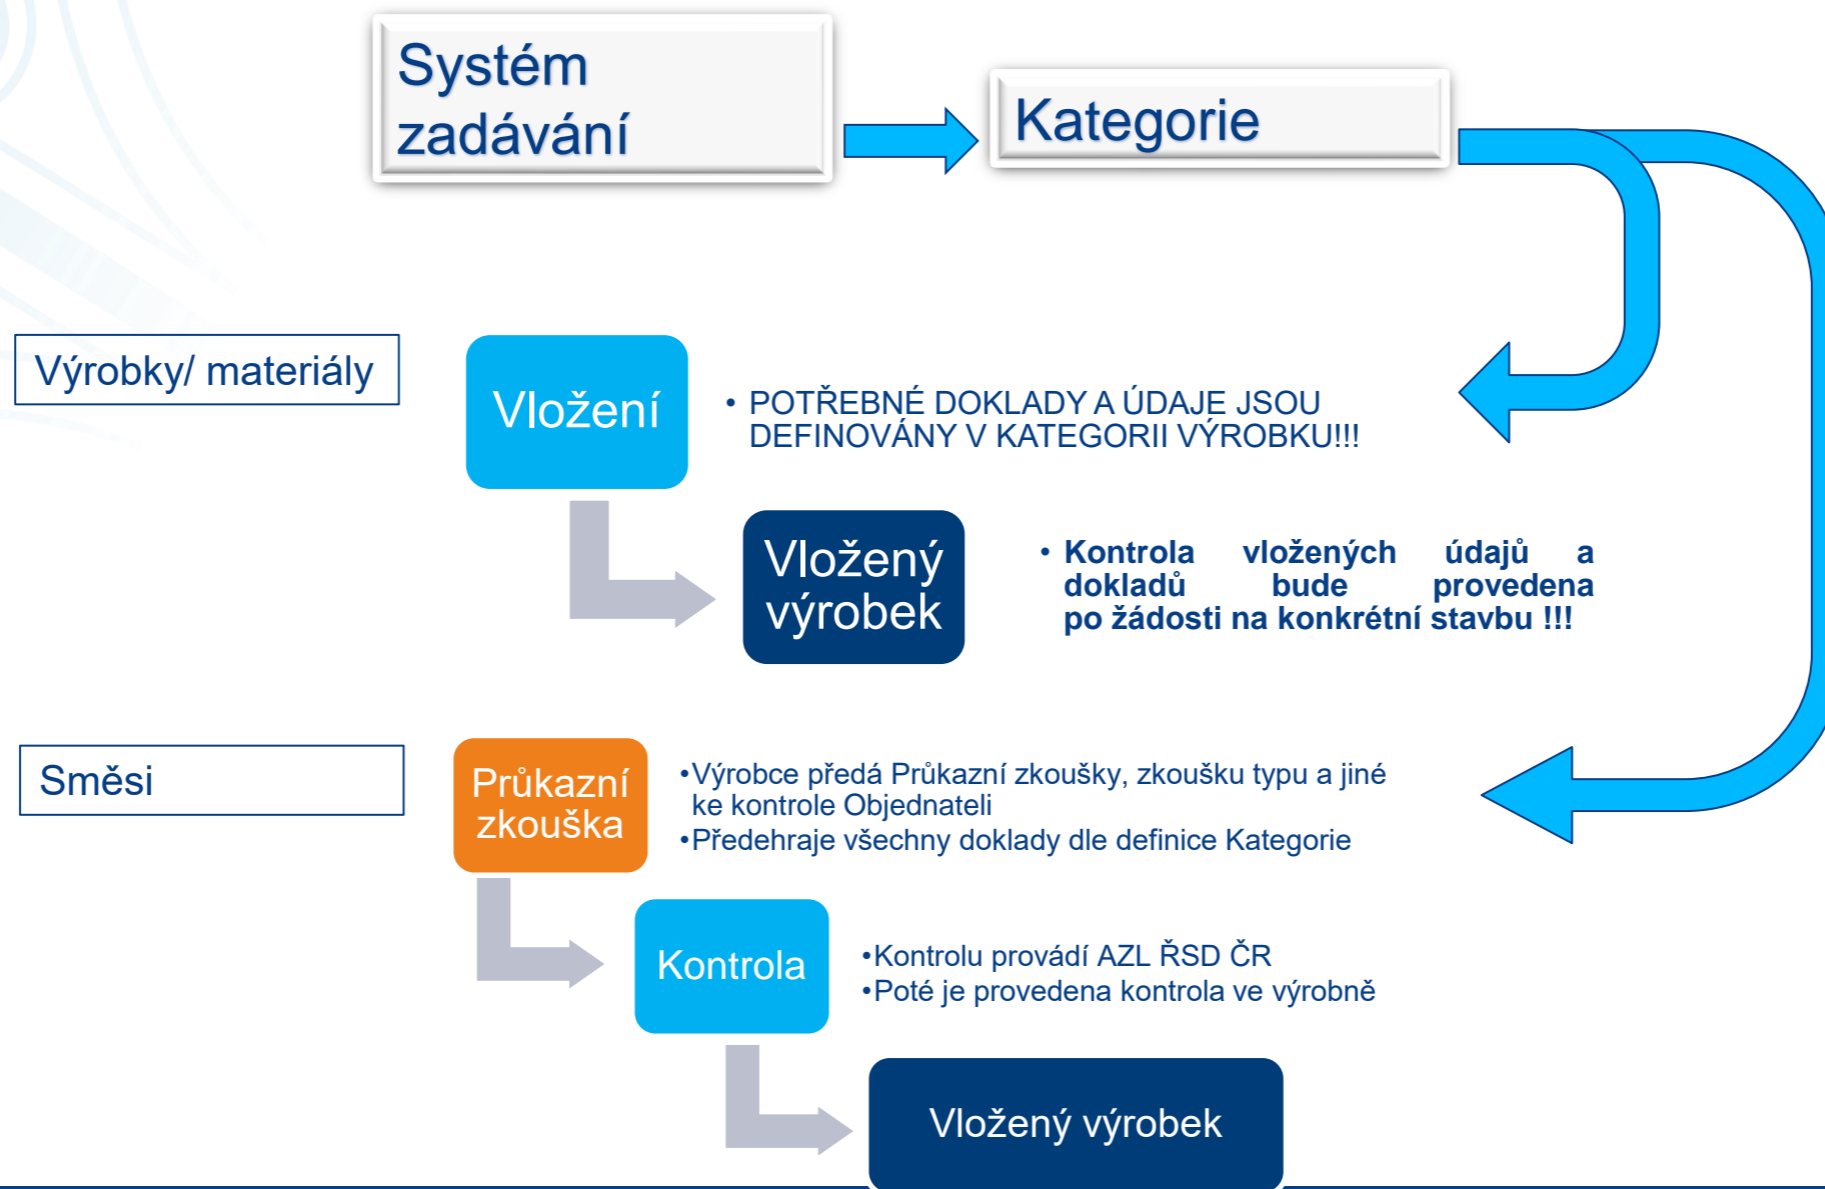 Systém
zadávání
Kategorie
Výrobky/ materiály
Vložení
• POTŘEBNÉ DOKLADY A ÚDAJE JSOU
DEFINOVÁNY V KATEGORII VÝROBKU!!!
Vložený
výrobek
• Kontrola vložených údajů a
dokladů bude provedena
po žádosti na konkrétní stavbu !!!
Směsi
Průkazní
zkouška
•Výrobce předá Průkazní zkoušky, zkoušku typu a jiné
ke kontrole Objednateli
•Předehraje všechny doklady dle definice Kategorie
Kontrola
•Kontrolu provádí AZL ŘSD ČR
•Poté je provedena kontrola ve výrobně
Vložený výrobek